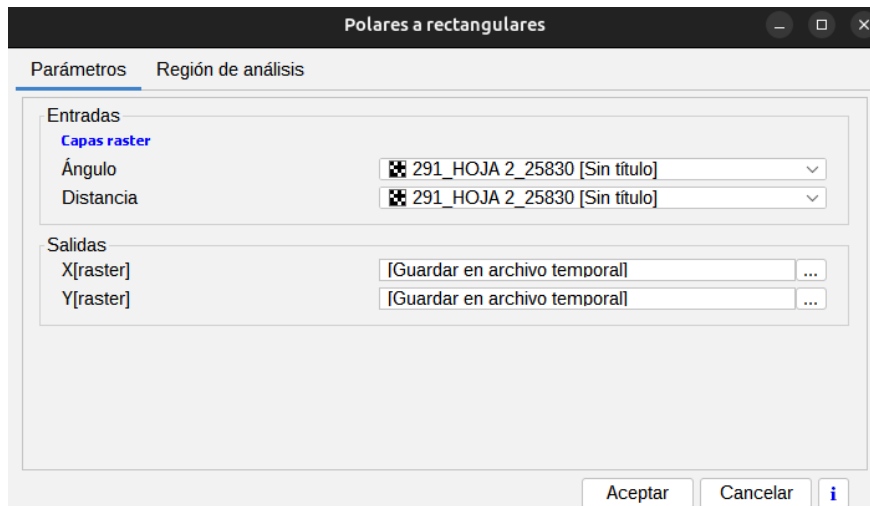 Polares a rectangulares
Parámetros Región de análisis
Entradas
Capas raster
Ángulo 291_HOJA 2_25830 [Sin título]
Distancia 291_HOJA 2_25830 [Sin título]
Salidas
X[raster] [Guardar en archivo temporal] ...
Y[raster] [Guardar en archivo temporal] ...
Aceptar Cancelar i